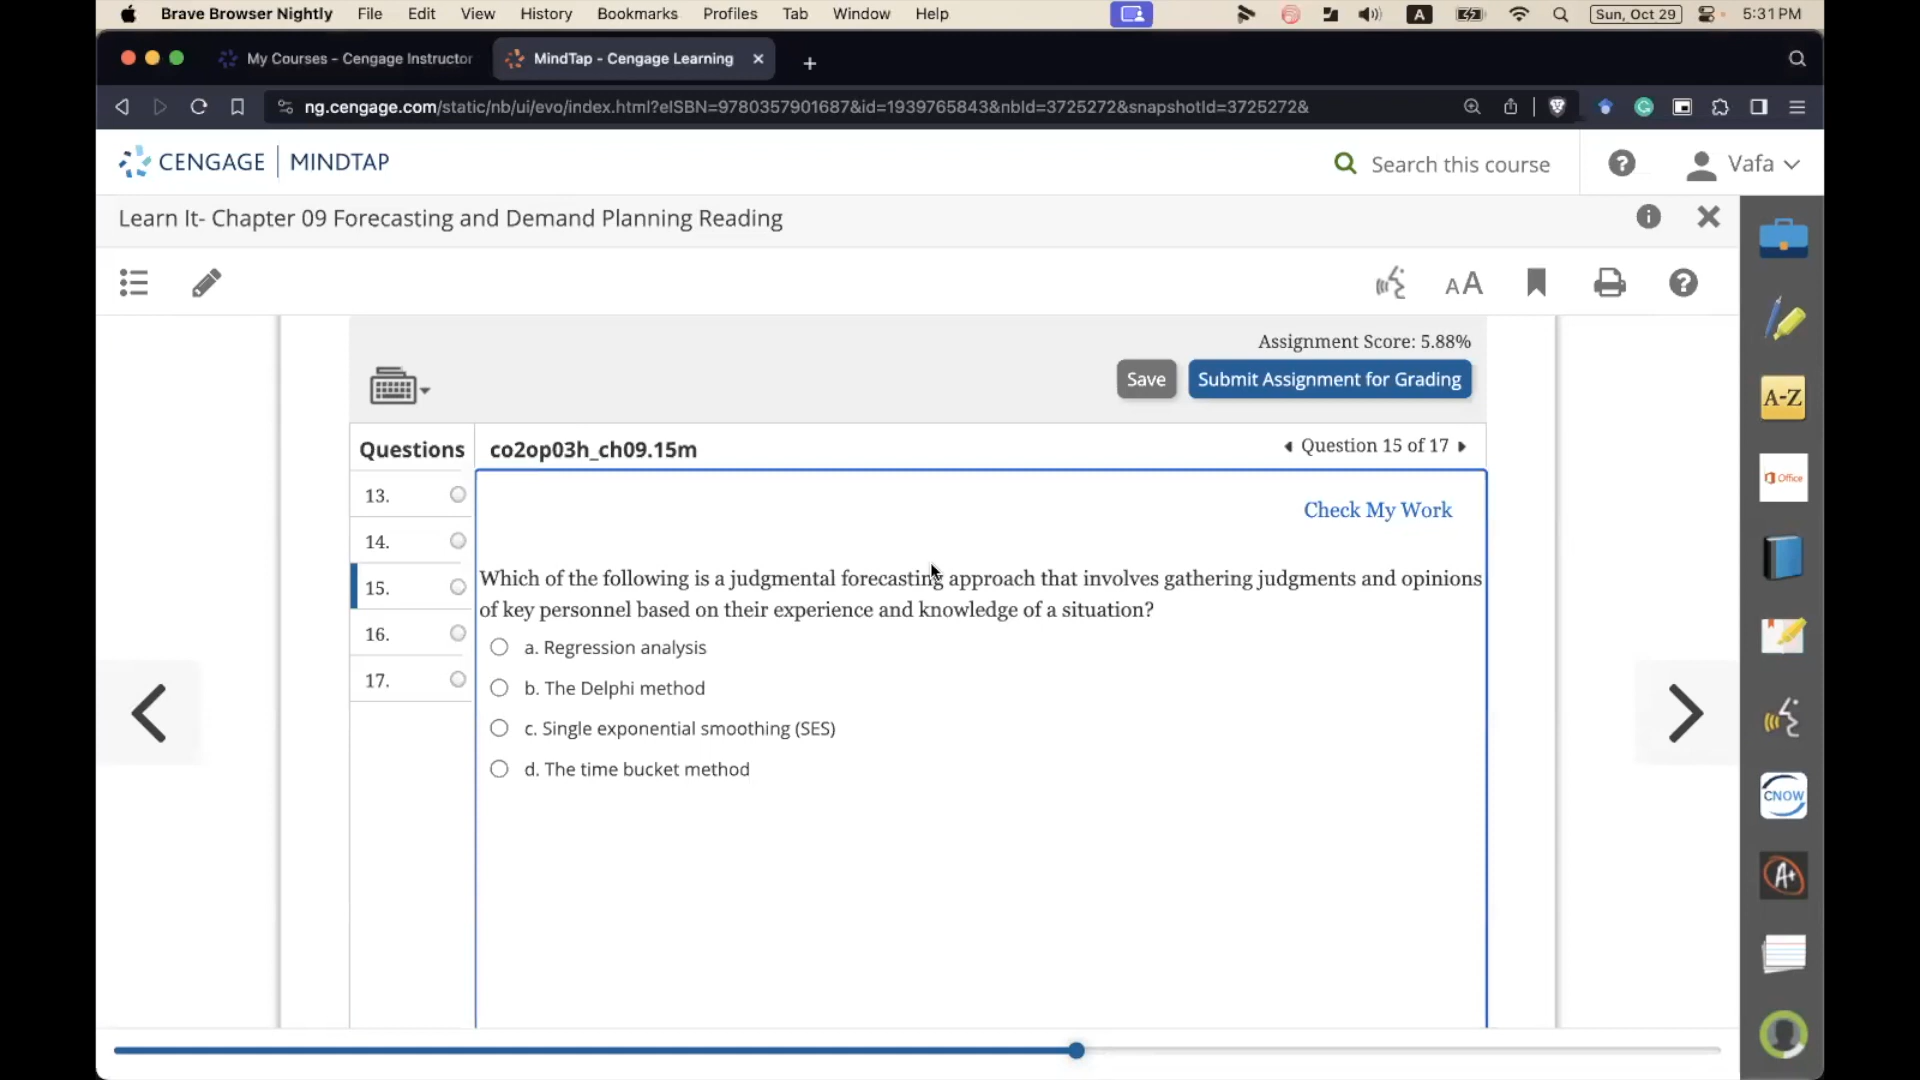 Brave Browser Nightly File Edit View History Bookmarks Profiles Tab Window Help A Sun, Oct 29 5:31 PM
My Courses - Cengage Instructor MindTap - Cengage Learning
ng.cengage.com/static/nb/ui/evo/index.html?eISBN=9780357901687&id=1939765843&nbId=3725272&snapshotId=3725272&
CENGAGE MINDTAP Search this course Vafa
Learn It- Chapter 09 Forecasting and Demand Planning Reading
AA
A-Z
Office
CNOW
A+
Assignment Score: 5.88%
Save Submit Assignment for Grading
Questions co2op03h_ch09.15m Question 15 of 17
13.
14.
15.
16.
17.
Check My Work
Which of the following is a judgmental forecasting approach that involves gathering judgments and opinions
of key personnel based on their experience and knowledge of a situation?
a. Regression analysis
b. The Delphi method
c. Single exponential smoothing (SES)
d. The time bucket method